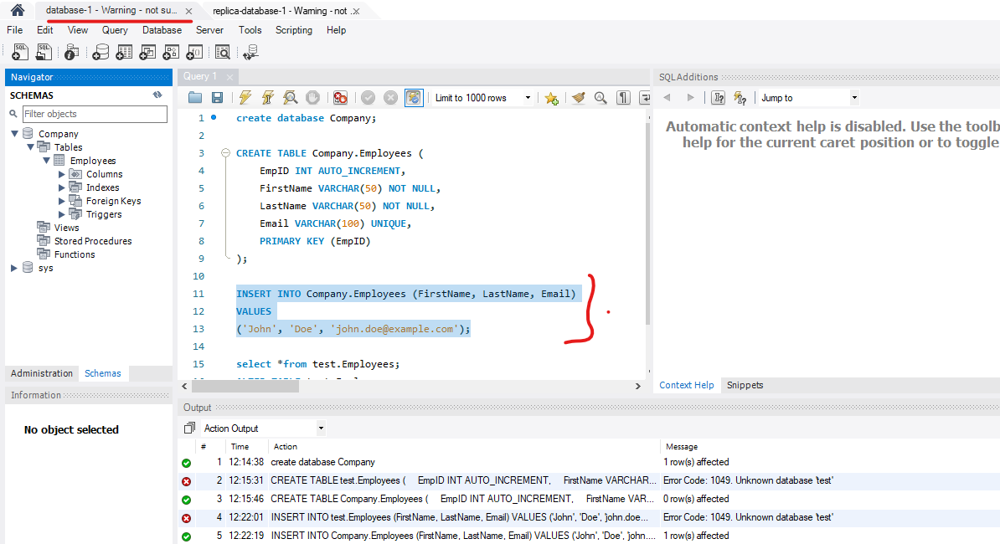 database-1 - Warning - not su... × replica-database-1 - Warning - not .. ×
File Edit View Query Database Server Tools Scripting Help
Navigator
SCHEMAS
Filter objects
Company
Tables
Employees
Columns
Indexes
Foreign Keys
Triggers
Views
Stored Procedures
Functions
sys
Administration Schemas
Information
No object selected
Query 1 ×
Limit to 1000 rows
1 create database Company;
2
3 CREATE TABLE Company.Employees (
4 EmpID INT AUTO_INCREMENT,
5 FirstName VARCHAR(50) NOT NULL,
6 LastName VARCHAR(50) NOT NULL,
7 Email VARCHAR(100) UNIQUE,
8 PRIMARY KEY (EmpID)
9 );
10
11 INSERT INTO Company.Employees (FirstName, LastName, Email)
12 VALUES
13 ('John', 'Doe', 'john.doe@example.com');
14
15 select *from test.Employees;
SQLAdditions
Jump to
Automatic context help is disabled. Use the toolb
help for the current caret position or to toggle
Context Help Snippets
Output
Action Output
# Time Action Message
1 12:14:38 create database Company 1 row(s) affected
2 12:15:31 CREATE TABLE test.Employees ( EmpID INT AUTO_INCREMENT, FirstName VARCHAR... Error Code: 1049. Unknown database 'test'
3 12:15:46 CREATE TABLE Company.Employees ( EmpID INT AUTO_INCREMENT, FirstName VAR... 0 row(s) affected
4 12:22:01 INSERT INTO test.Employees (FirstName, LastName, Email) VALUES ('John', 'Doe', 'john.doe... Error Code: 1049. Unknown database 'test'
5 12:22:19 INSERT INTO Company.Employees (FirstName, LastName, Email) VALUES ('John', 'Doe', 'john.... 1 row(s) affected